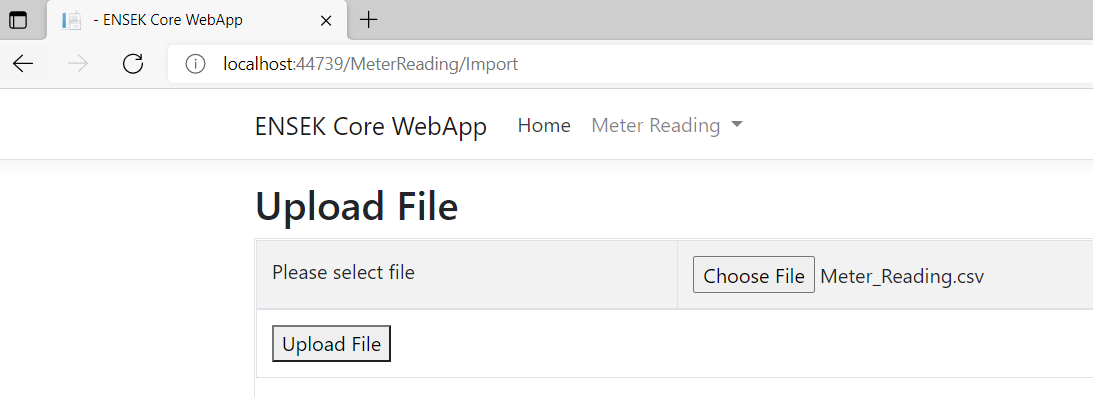 - ENSEK Core WebApp
localhost:44739/MeterReading/Import
ENSEK Core WebApp Home Meter Reading
Upload File
Please select file Choose File Meter_Reading.csv
Upload File